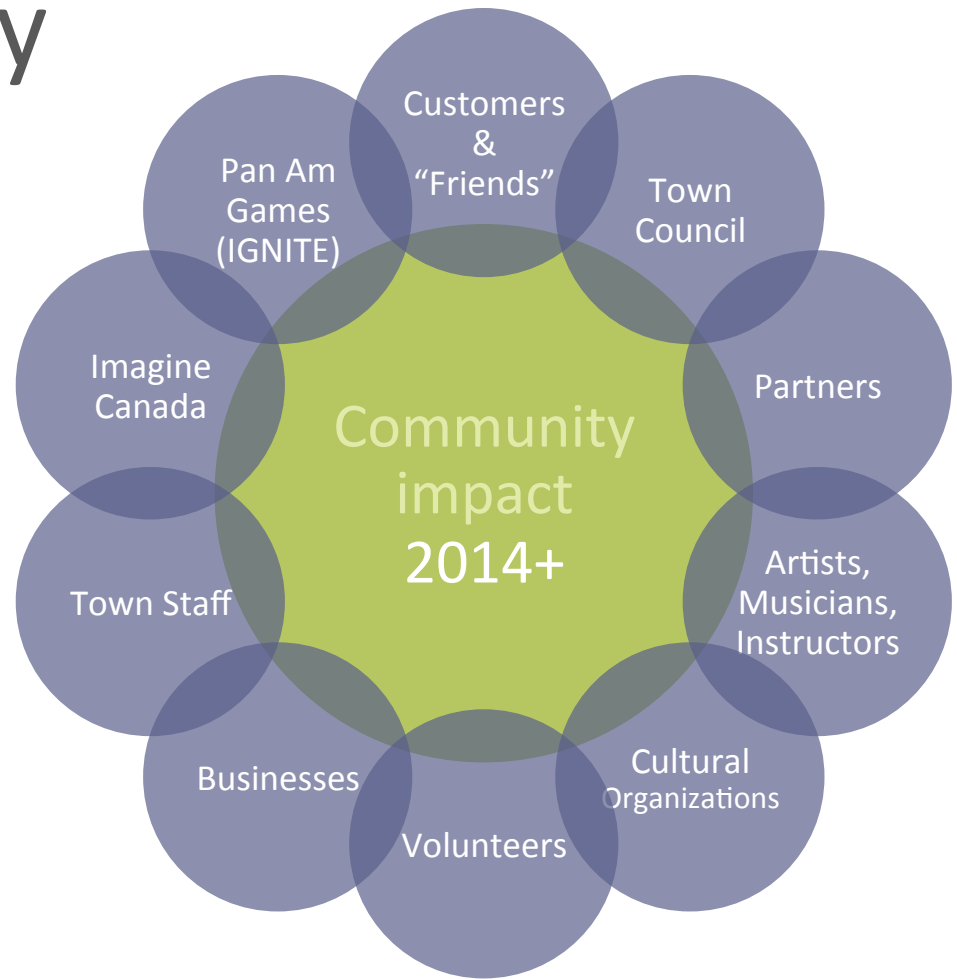 y
Customers
&
“Friends”
Town
Council
Partners
Artists,
Musicians,
Instructors
Cultural
Organizations
Volunteers
Businesses
Town Staff
Imagine
Canada
Pan Am
Games
(IGNITE)
Community
impact
2014+